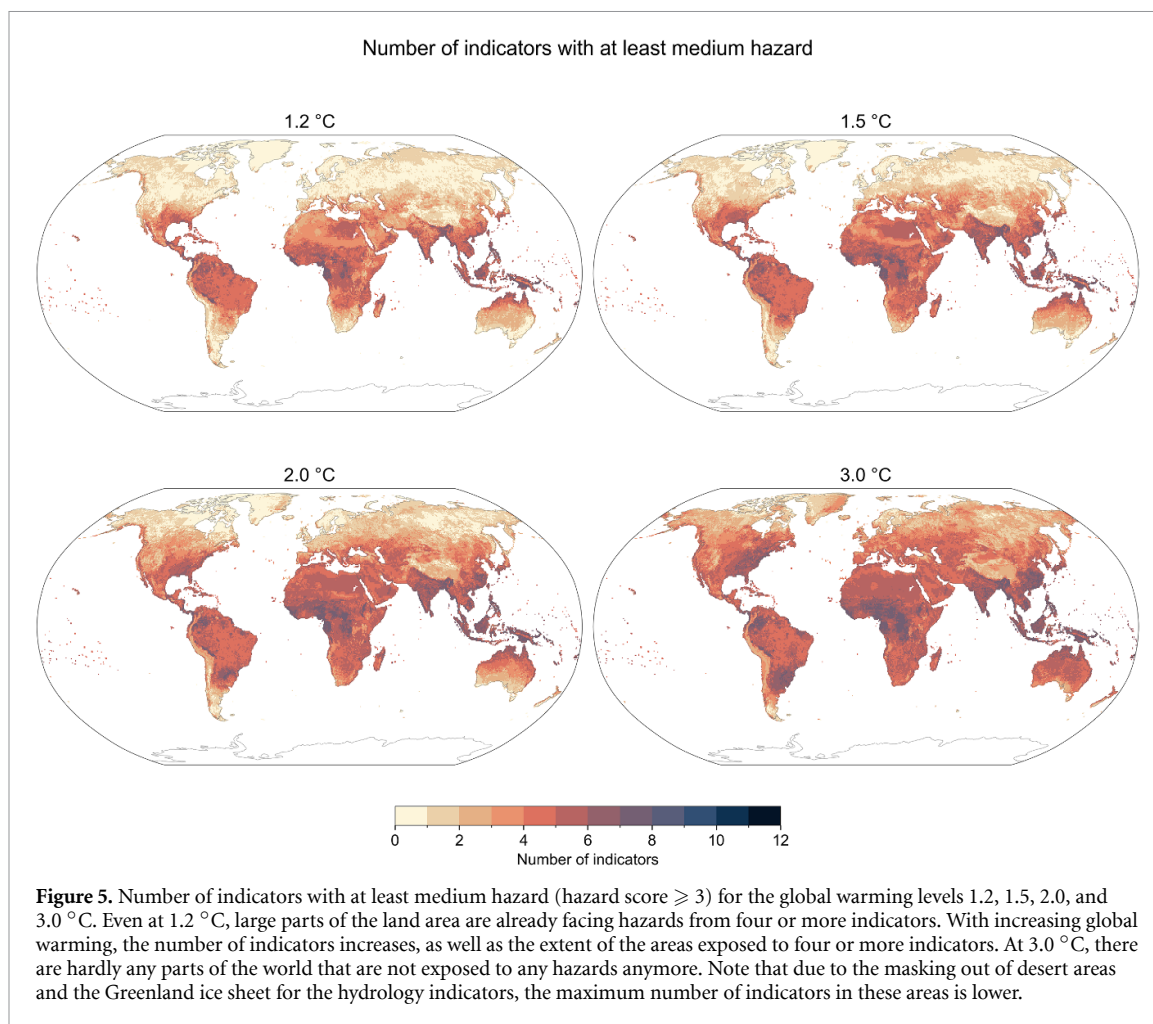 Number of indicators with at least medium hazard
1.2 °C
1.5 °C
2.0 °C
3.0 °C
0 2 4 6 8 10 12
Number of indicators
Figure 5. Number of indicators with at least medium hazard (hazard score ⩾ 3) for the global warming levels 1.2, 1.5, 2.0, and
3.0 °C. Even at 1.2 °C, large parts of the land area are already facing hazards from four or more indicators. With increasing global
warming, the number of indicators increases, as well as the extent of the areas exposed to four or more indicators. At 3.0 °C, there
are hardly any parts of the world that are not exposed to any hazards anymore. Note that due to the masking out of desert areas
and the Greenland ice sheet for the hydrology indicators, the maximum number of indicators in these areas is lower.